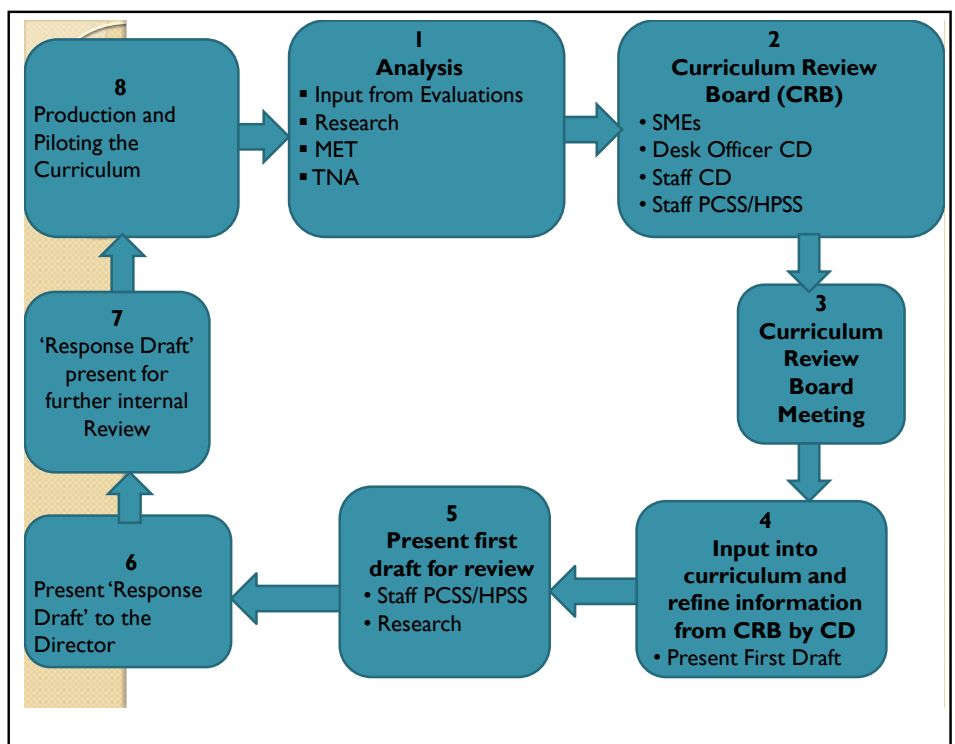 1
Analysis
▪ Input from Evaluations
▪ Research
▪ MET
▪ TNA
2
Curriculum Review
Board (CRB)
• SMEs
• Desk Officer CD
• Staff CD
• Staff PCSS/HPSS
3
Curriculum
Review
Board
Meeting
4
Input into
curriculum and
refine information
from CRB by CD
• Present First Draft
5
Present first
draft for review
• Staff PCSS/HPSS
• Research
6
Present ‘Response
Draft’ to the
Director
7
‘Response Draft’
present for
further internal
Review
8
Production and
Piloting the
Curriculum